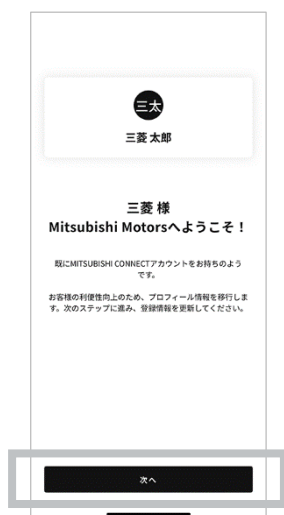 三太
三菱 太郎
三菱 様
Mitsubishi Motorsへようこそ！
既にMITSUBISHI CONNECTアカウントをお持ちのよう
です。
お客様の利便性向上のため、プロフィール情報を移行しま
す。次のステップに進み、登録情報を更新してください。
次へ